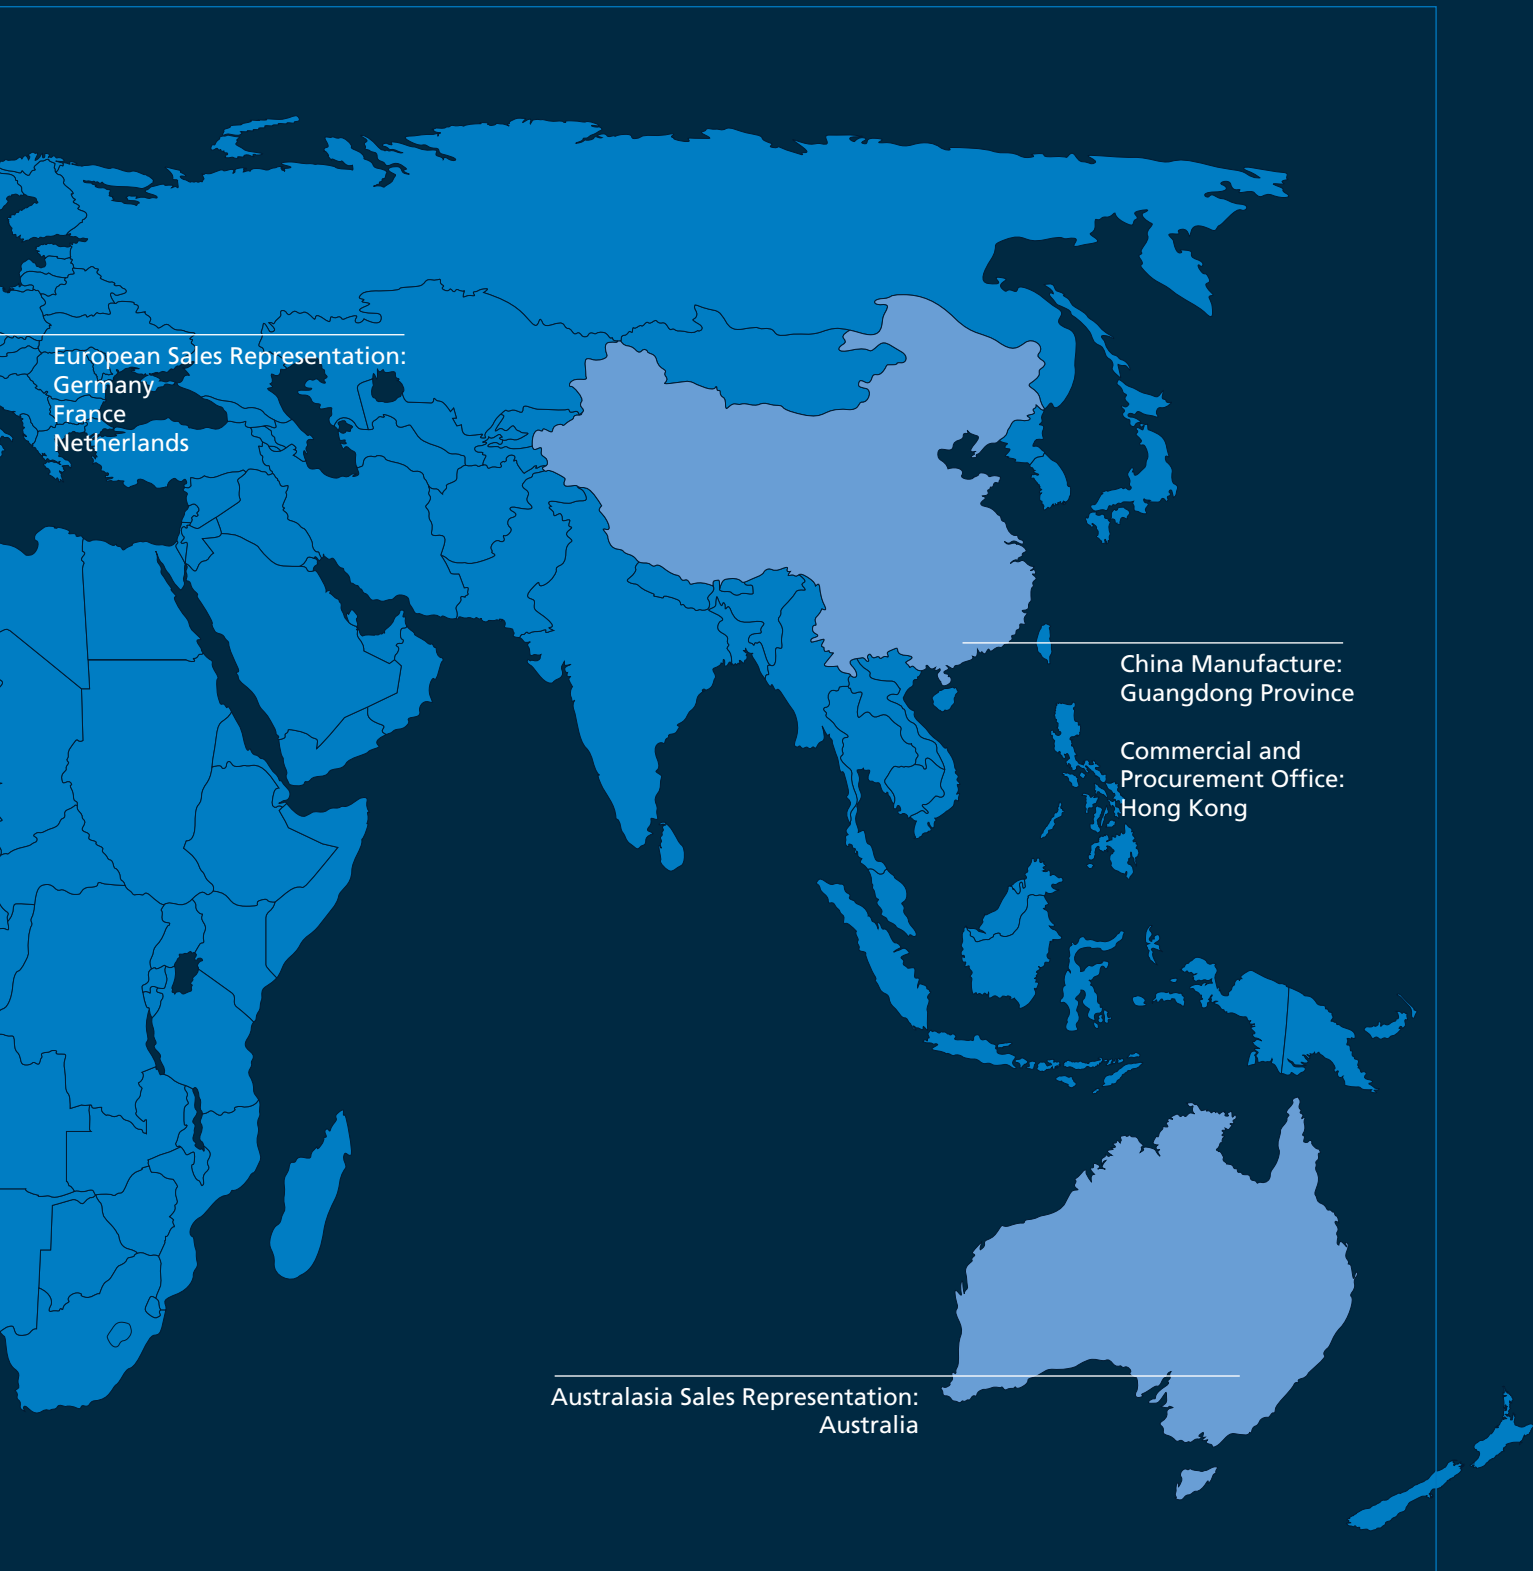 European Sales Representation:
Germany
France
Netherlands
China Manufacture:
Guangdong Province
Commercial and
Procurement Office:
Hong Kong
Australasia Sales Representation:
Australia